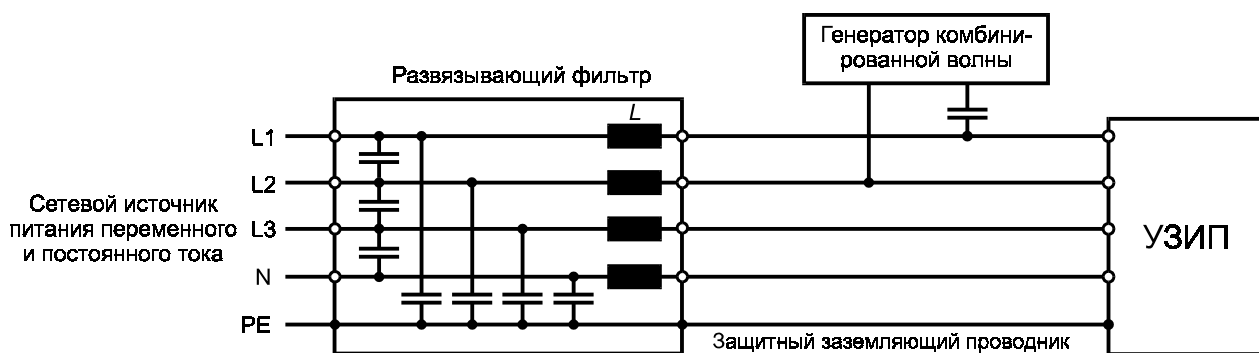 Генератор комбини-
рованной волны
Развязывающий фильтр
L
L1
L2
L3
N
PE
Сетевой источник
питания переменного
и постоянного тока
УЗИП
Защитный заземляющий проводник